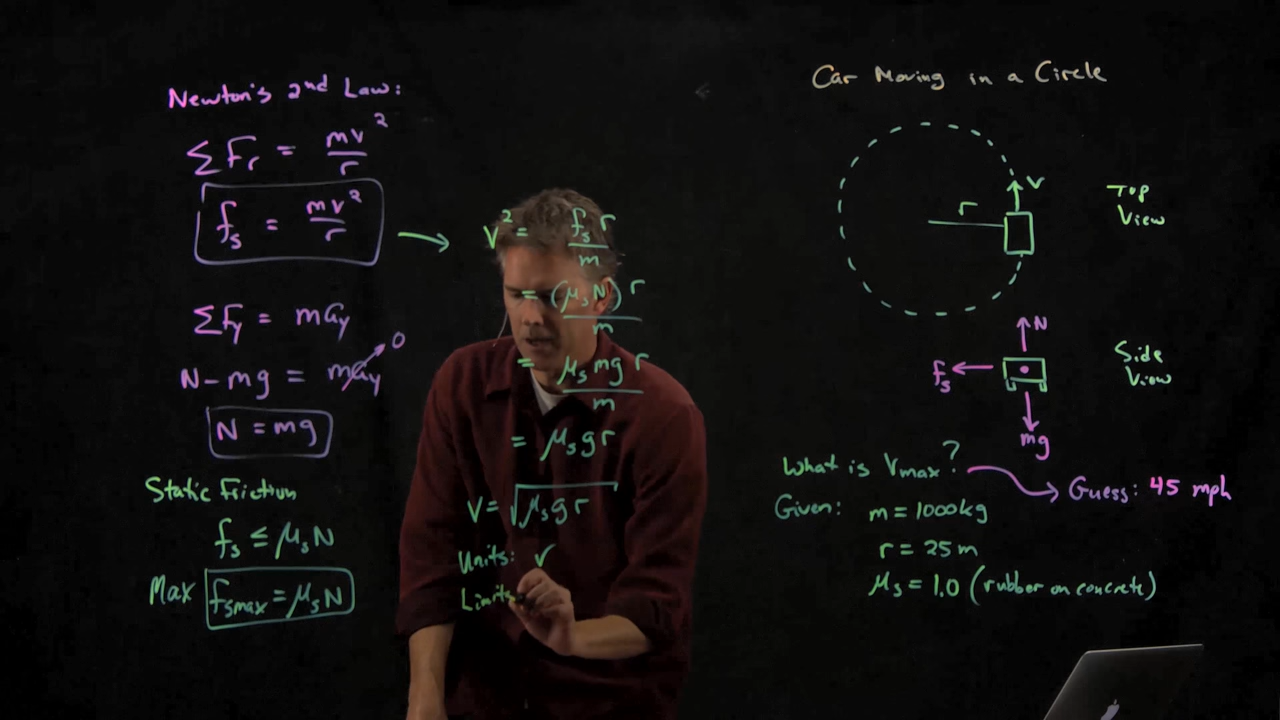 Newton's 2nd Law:
ΣFr = mv²/r
fs = mv²/r
ΣFy = may
N-mg = may 0
N = mg
Static Friction
fs ≤ μsN
Max fsmax = μsN
v² = fs r/m
= (μsN) r/m
= μs mg r/m
= μs g r
v = √μs g r
Units: ✓
Limits
Car Moving in a Circle
v
r
Top
View
N
fs
mg
Side
View
What is Vmax?
Guess: 45 mph
Given: m = 1000kg
r = 25 m
μs = 1.0 (rubber on concrete)